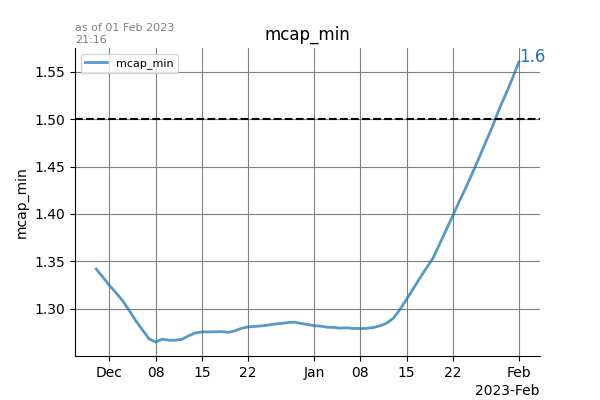 as of 01 Feb 2023
21:16
mcap_min
mcap_min
1.6
1.55
1.50
1.45
1.40
1.35
1.30
mcap_min
Dec 08 15 22 Jan 08 15 22 Feb
2023-Feb